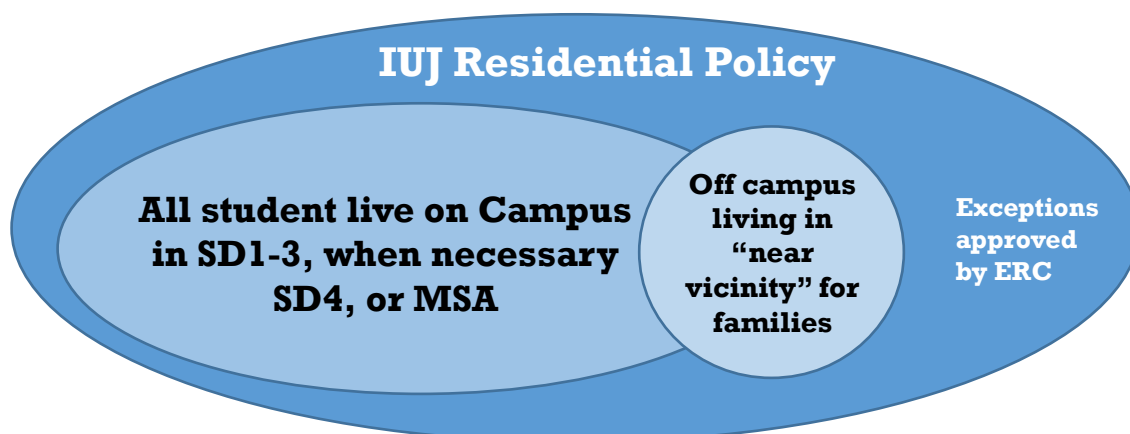 IUJ Residential Policy
All student live on Campus
in SD1-3, when necessary
SD4, or MSA
Off campus
living in
“near
vicinity” for
families
Exceptions
approved
by ERC